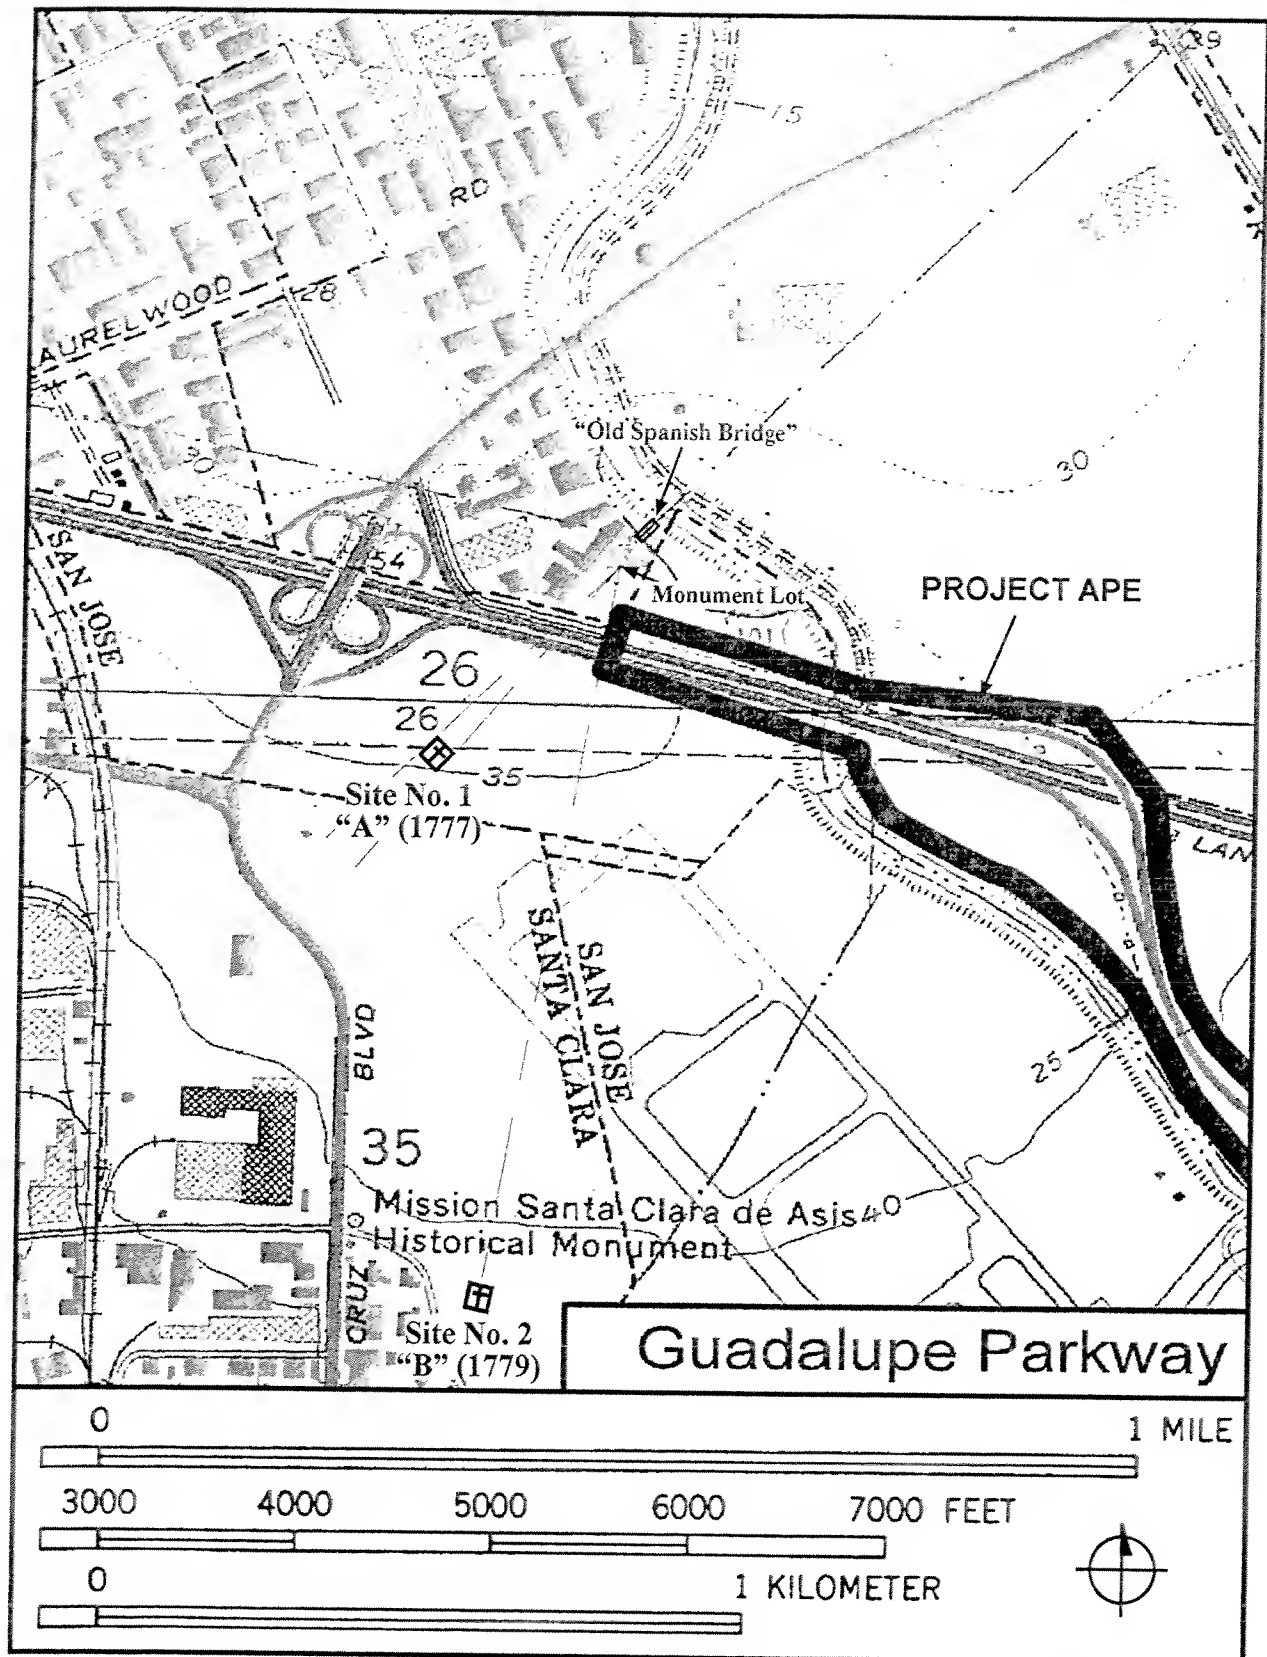 29
15
RD
AURELWOOD
28
"Old Spanish Bridge"
30
30
54
SAN JOSE
Monument Lot
PROJECT APE
26
26
35
Site No. 1
"A" (1777)
LAN
SAN JOSE
SANTA CLARA
BLVD
25
35
Mission Santa Clara de Asis
40
Historical Monument
CRUZ
Site No. 2
"B" (1779)
Guadalupe Parkway
0 1 MILE
3000 4000 5000 6000 7000 FEET
0 1 KILOMETER